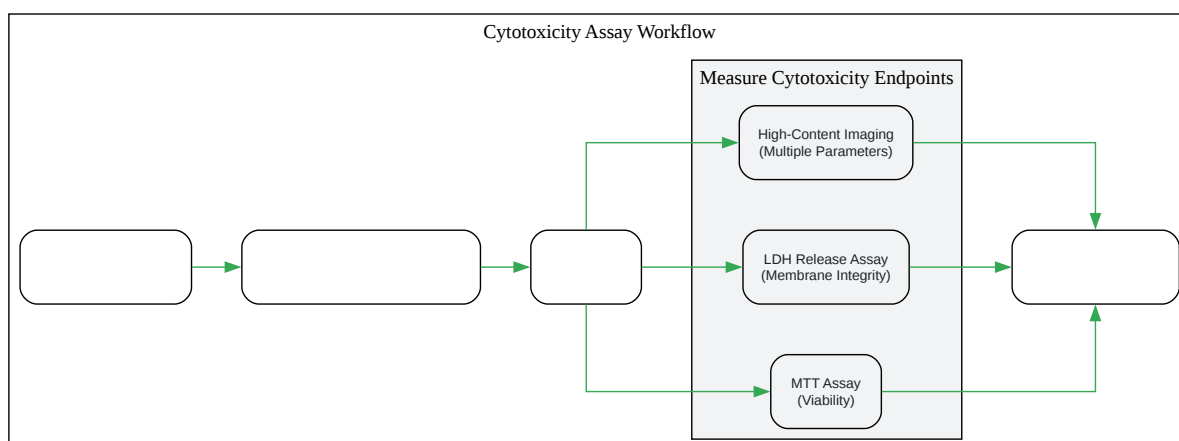 Cytotoxicity Assay Workflow
Measure Cytotoxicity Endpoints
High-Content Imaging
(Multiple Parameters)
LDH Release Assay
(Membrane Integrity)
MTT Assay
(Viability)